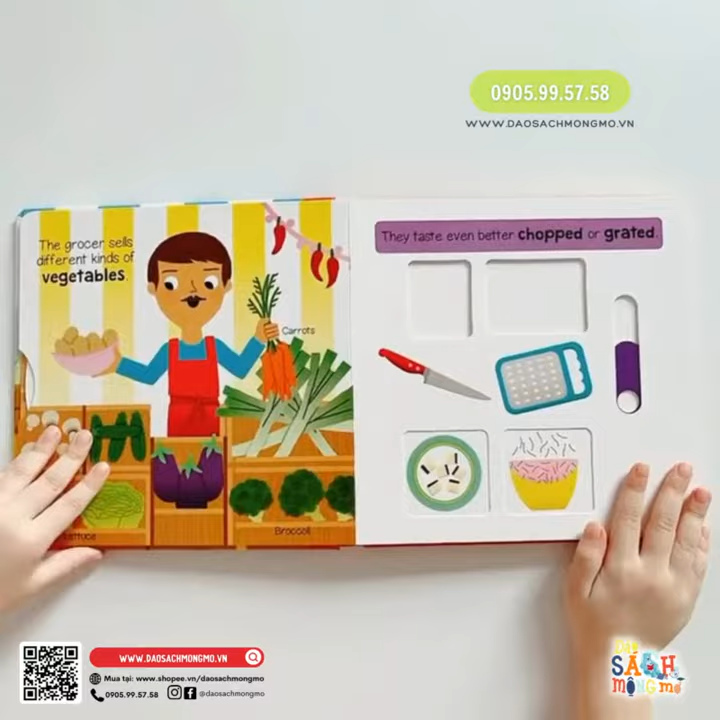 0905.99.57.58
WWW.DAOSACHMONGMO.VN
The grocer sells
different kinds of
vegetables.
Carrots
Lettuce
Broccoli
They taste even better chopped or grated.
WWW.DAOSACHMONGMO.VN
Mua tại: www.shopee.vn/daosachmongmo
0905.99.57.58
@daosachmongmo
Đảo
SÁCH
mộng mơ